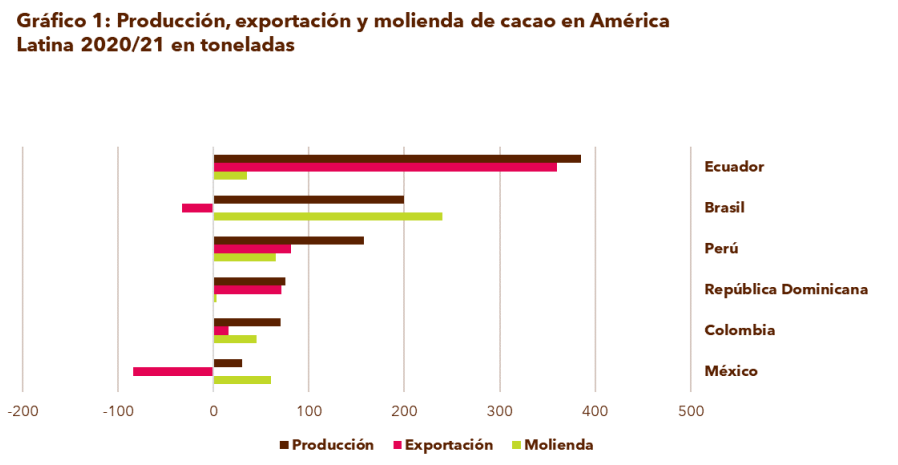 Gráfico 1: Producción, exportación y molienda de cacao en América
Latina 2020/21 en toneladas
Ecuador
Brasil
Perú
República Dominicana
Colombia
México
-200 -100 0 100 200 300 400 500
Producción Exportación Molienda